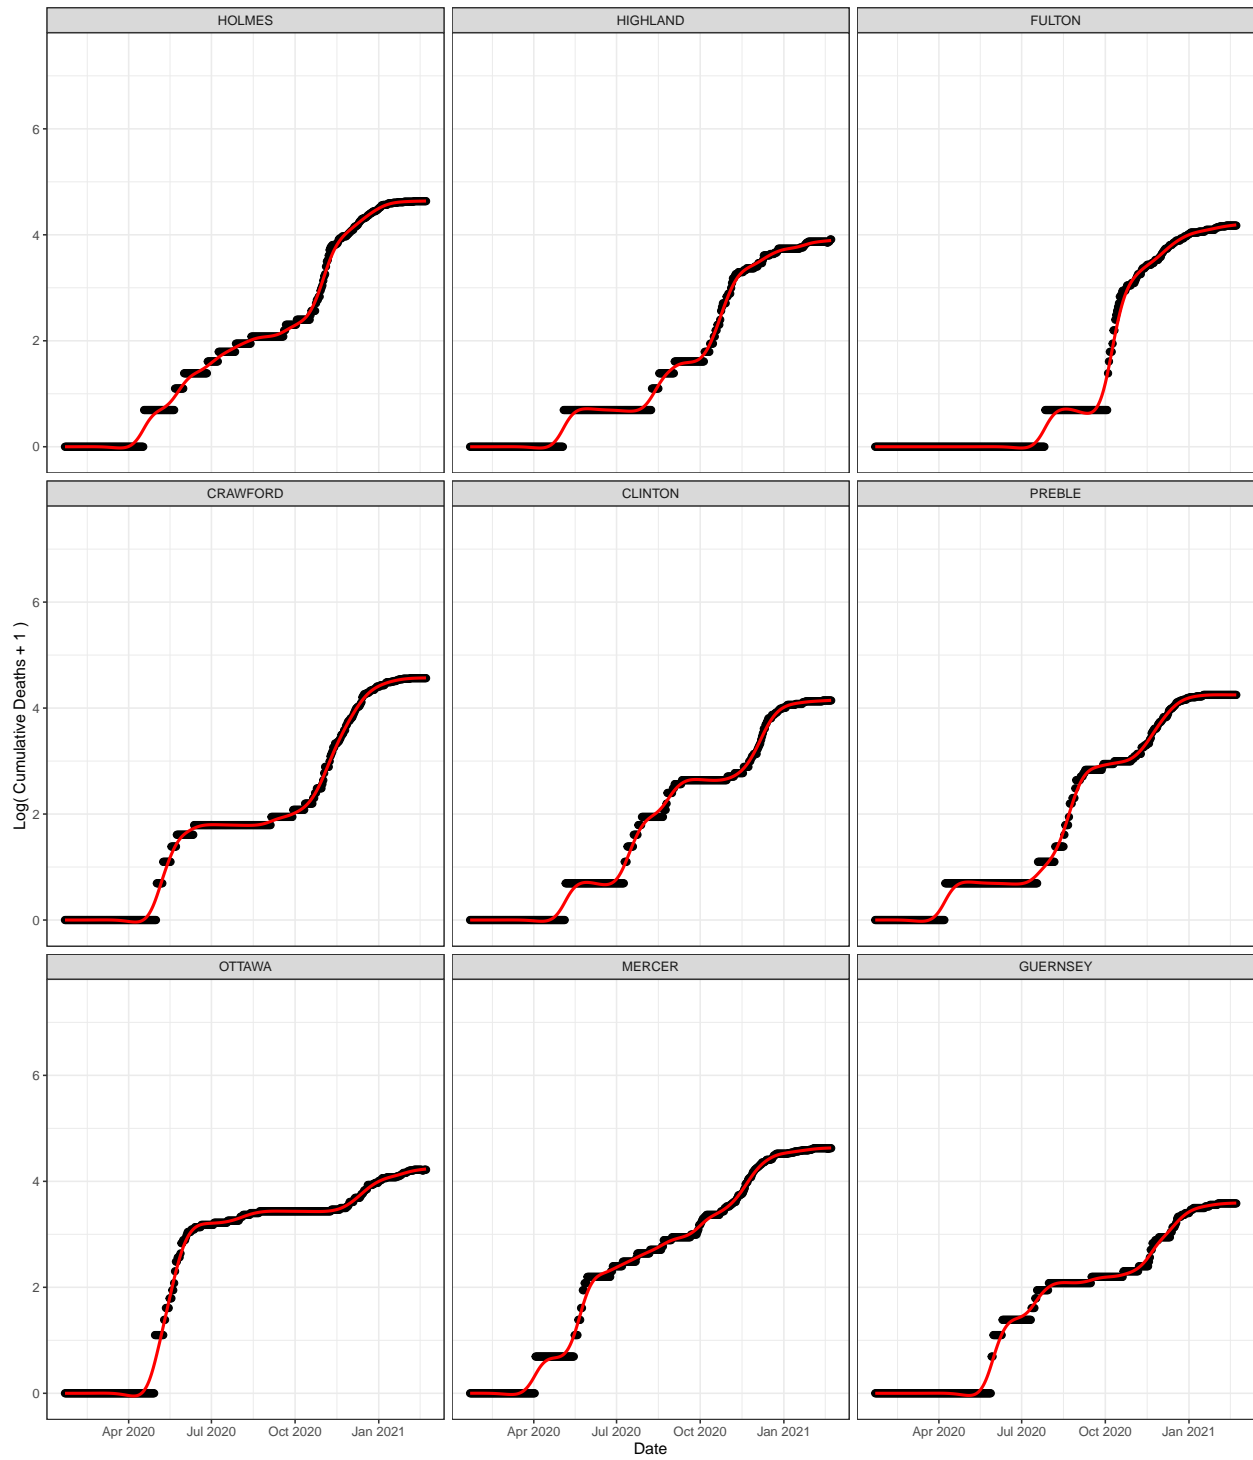 HOLMES HIGHLAND FULTON
6
4
2
0
CRAWFORD CLINTON PREBLE
Log( Cumulative Deaths + 1 )
6
4
2
0
OTTAWA MERCER GUERNSEY
6
4
2
0
Apr 2020 Jul 2020 Oct 2020 Jan 2021 Apr 2020 Jul 2020 Oct 2020 Jan 2021 Apr 2020 Jul 2020 Oct 2020 Jan 2021
Date